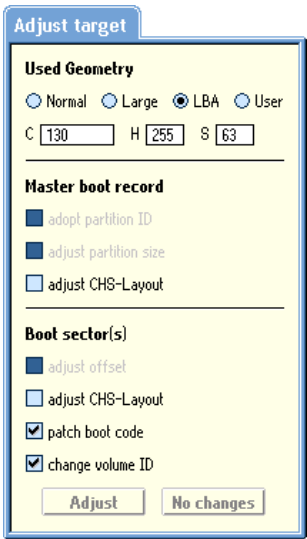 Adjust target
Used Geometry
Normal Large LBA User
C 130 H 255 S 63
Master boot record
adopt partition ID
adjust partition size
adjust CHS-Layout
Boot sector(s)
adjust offset
adjust CHS-Layout
patch boot code
change volume ID
Adjust No changes